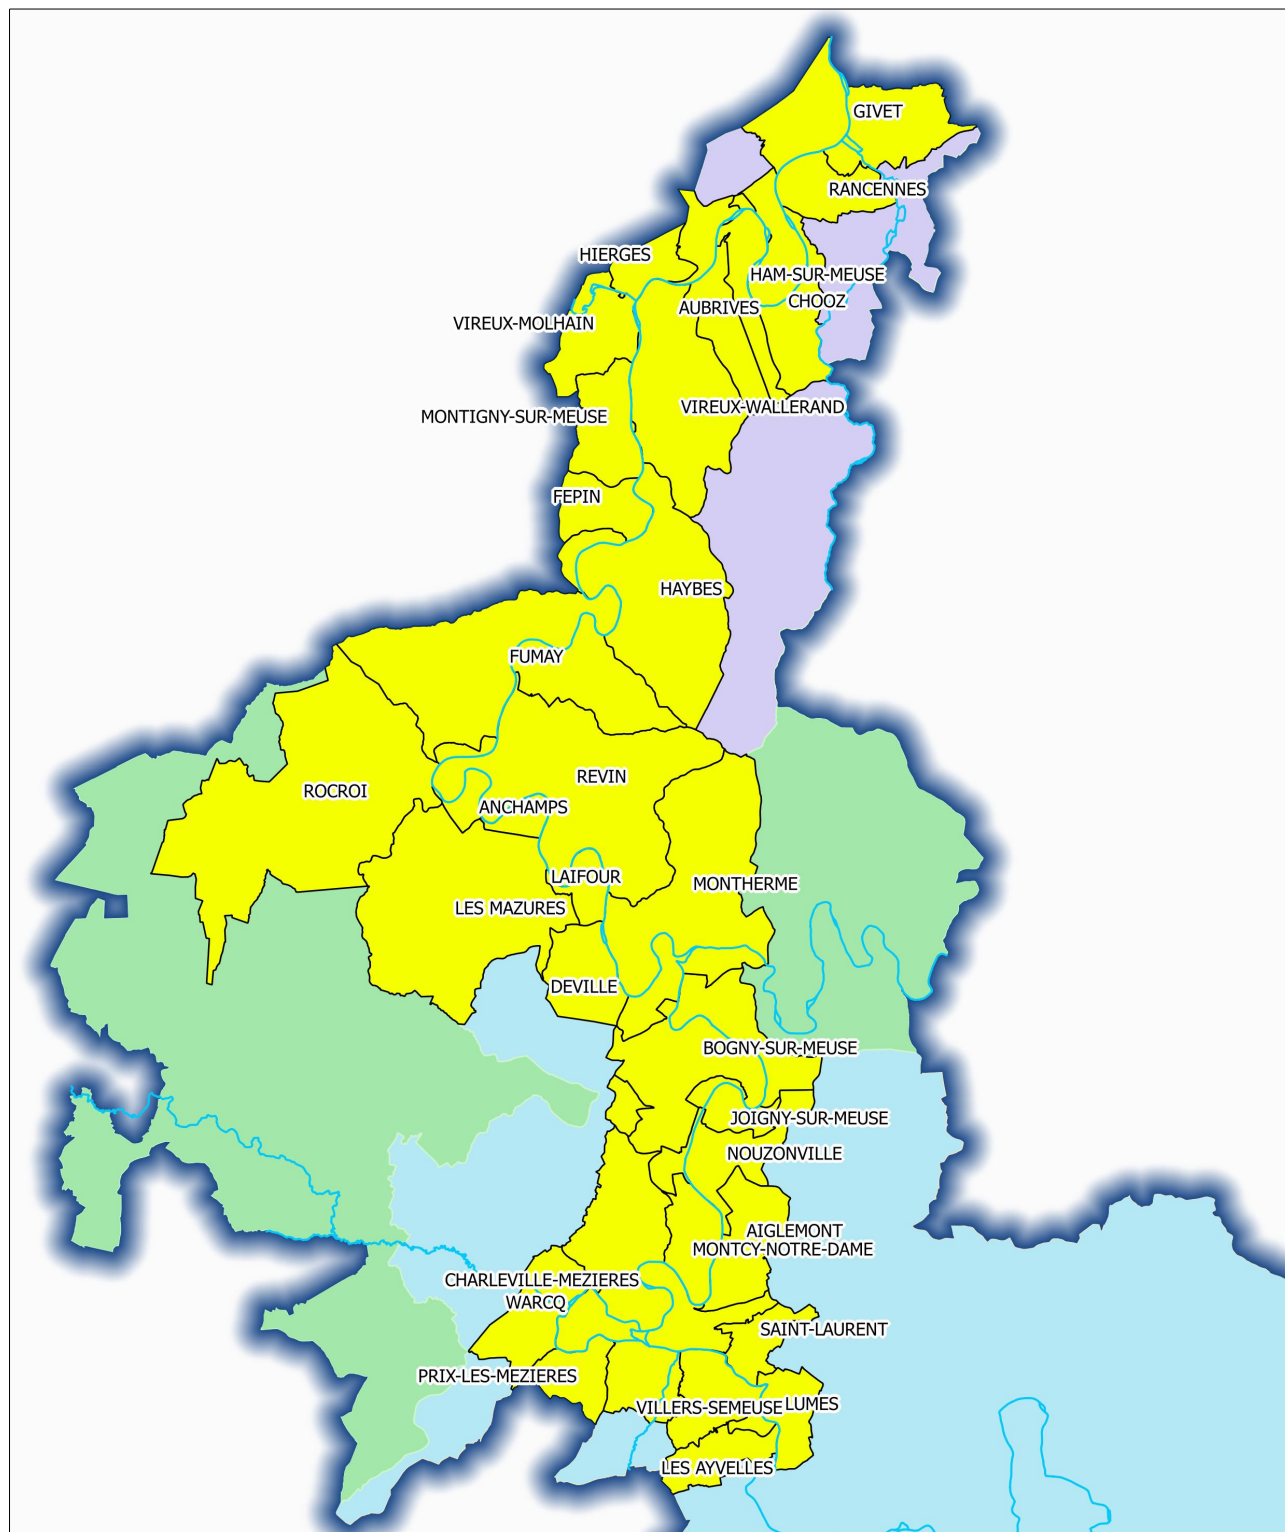 GIVET
RANCENNES
HIERGES
HAM-SUR-MEUSE
CHOOZ
AUBRIVES
VIREUX-MOLHAIN
VIREUX-WALLERAND
MONTIGNY-SUR-MEUSE
FEPIN
HAYBES
FUMAY
REVIN
ROCROI
ANCHAMPS
LAIFOUR
MONTHERME
LES MAZURES
DEVILLE
BOGNY-SUR-MEUSE
JOIGNY-SUR-MEUSE
NOUZONVILLE
AIGLEMONT
MONTCY-NOTRE-DAME
CHARLEVILLE-MEZIERES
WARCQ
SAINT-LAURENT
PRIX-LES-MEZIERES
VILLERS-SEMEUSE
LUMES
LES AYVELLES